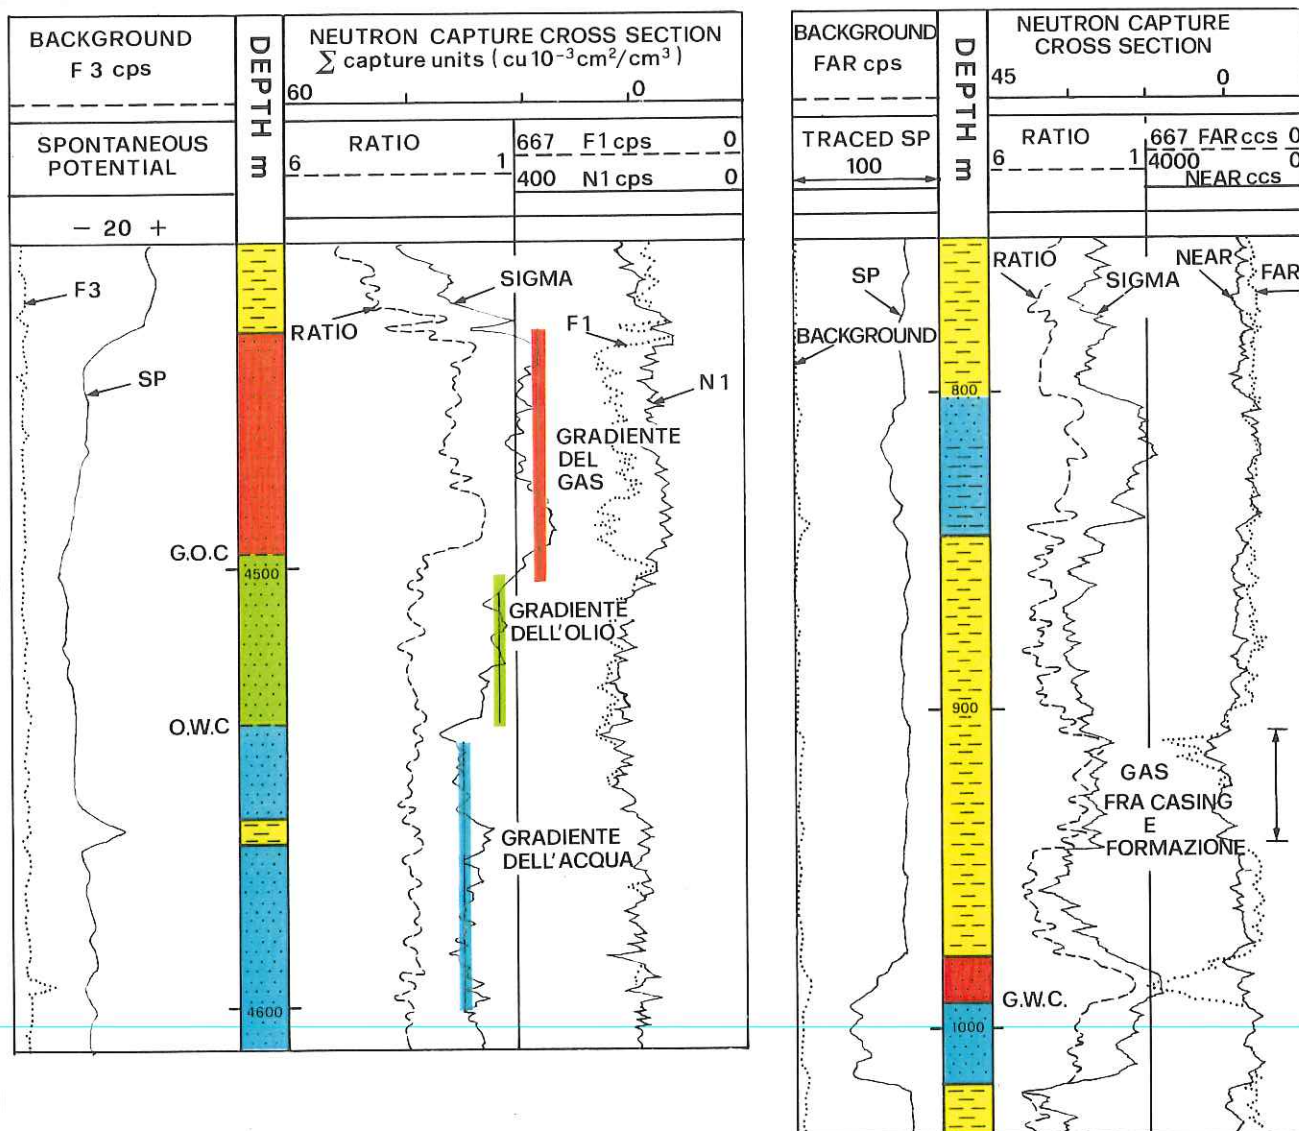 BACKGROUND
F 3 cps
DEPTH m
NEUTRON CAPTURE CROSS SECTION
Σ capture units (cu 10⁻³cm²/cm³)
60
0
SPONTANEOUS
POTENTIAL
RATIO
6
1
667 F1 cps 0
400 N1 cps 0
- 20 +
F3
SIGMA
RATIO
F1
SP
N1
GRADIENTE
DEL
GAS
G.O.C
4500
GRADIENTE
DELL'OLIO
O.W.C
GRADIENTE
DELL'ACQUA
4600
BACKGROUND
FAR cps
DEPTH m
NEUTRON CAPTURE
CROSS SECTION
45
0
TRACED SP
100
RATIO
6
1
667 FAR ccs 0
4000 0
NEAR ccs
RATIO
NEAR
SP
SIGMA
FAR
BACKGROUND
800
900
GAS
FRA CASING
E
FORMAZIONE
G.W.C.
1000